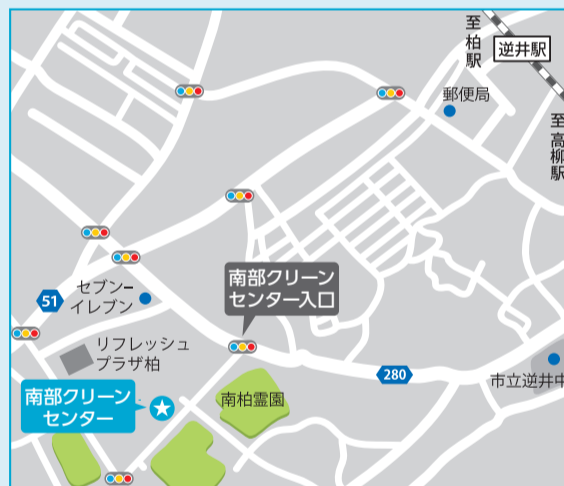 至柏駅
逆井駅
郵便局
至高柳駅
南部クリーン
センター入口
セブン-
イレブン
51
リフレッシュ
プラザ柏
280
市立逆井中
南部クリーン
センター
南柏霊園